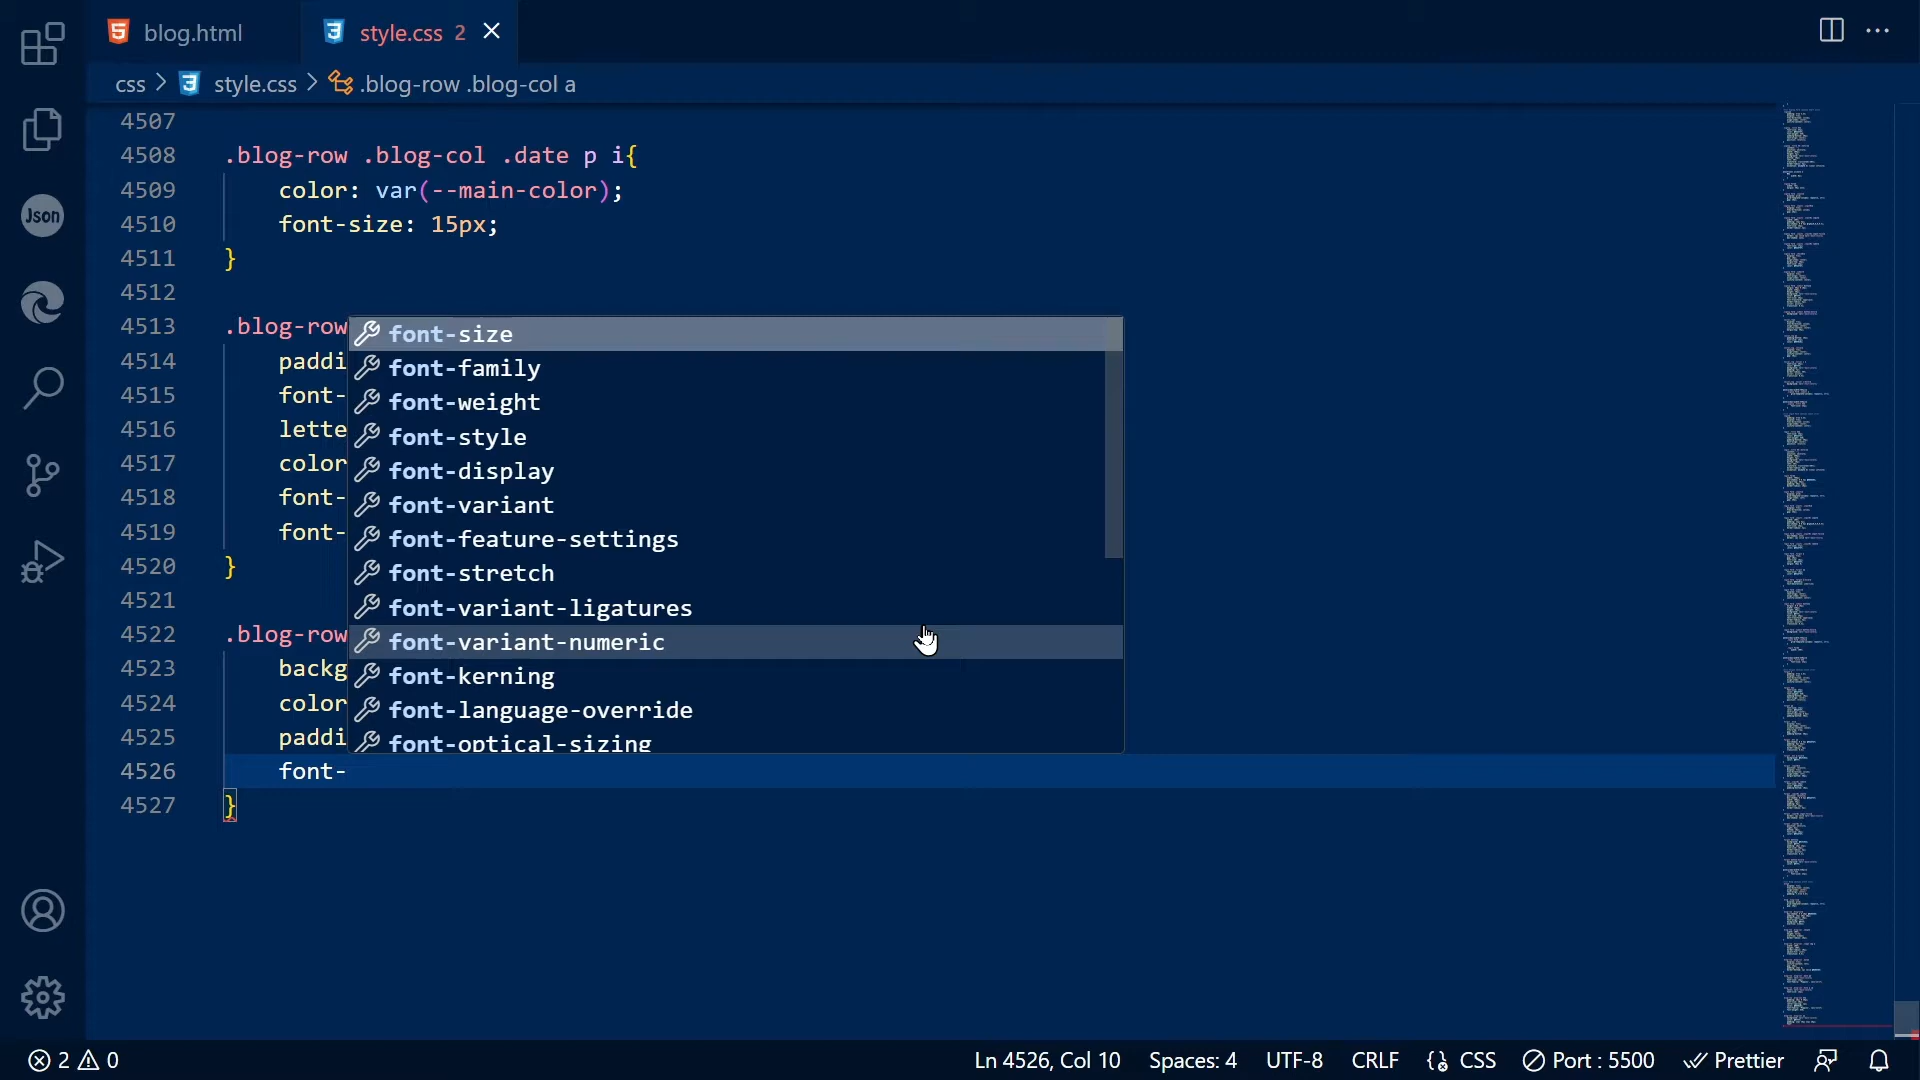 blog.html
style.css 2
css > style.css > .blog-row .blog-col a
4507
4508 .blog-row .blog-col .date p i{
4509 color: var(--main-color);
4510 font-size: 15px;
4511 }
4512
4513 .blog-row
4514 paddi
4515 font-
4516 lette
4517 color
4518 font-
4519 font-
4520 }
4521
4522 .blog-row
4523 backg
4524 color
4525 paddi
4526 font-
4527 }
font-size
font-family
font-weight
font-style
font-display
font-variant
font-feature-settings
font-stretch
font-variant-ligatures
font-variant-numeric
font-kerning
font-language-override
font-optical-sizing
Json
2 0
Ln 4526, Col 10 Spaces: 4 UTF-8 CRLF {} CSS Port : 5500 Prettier